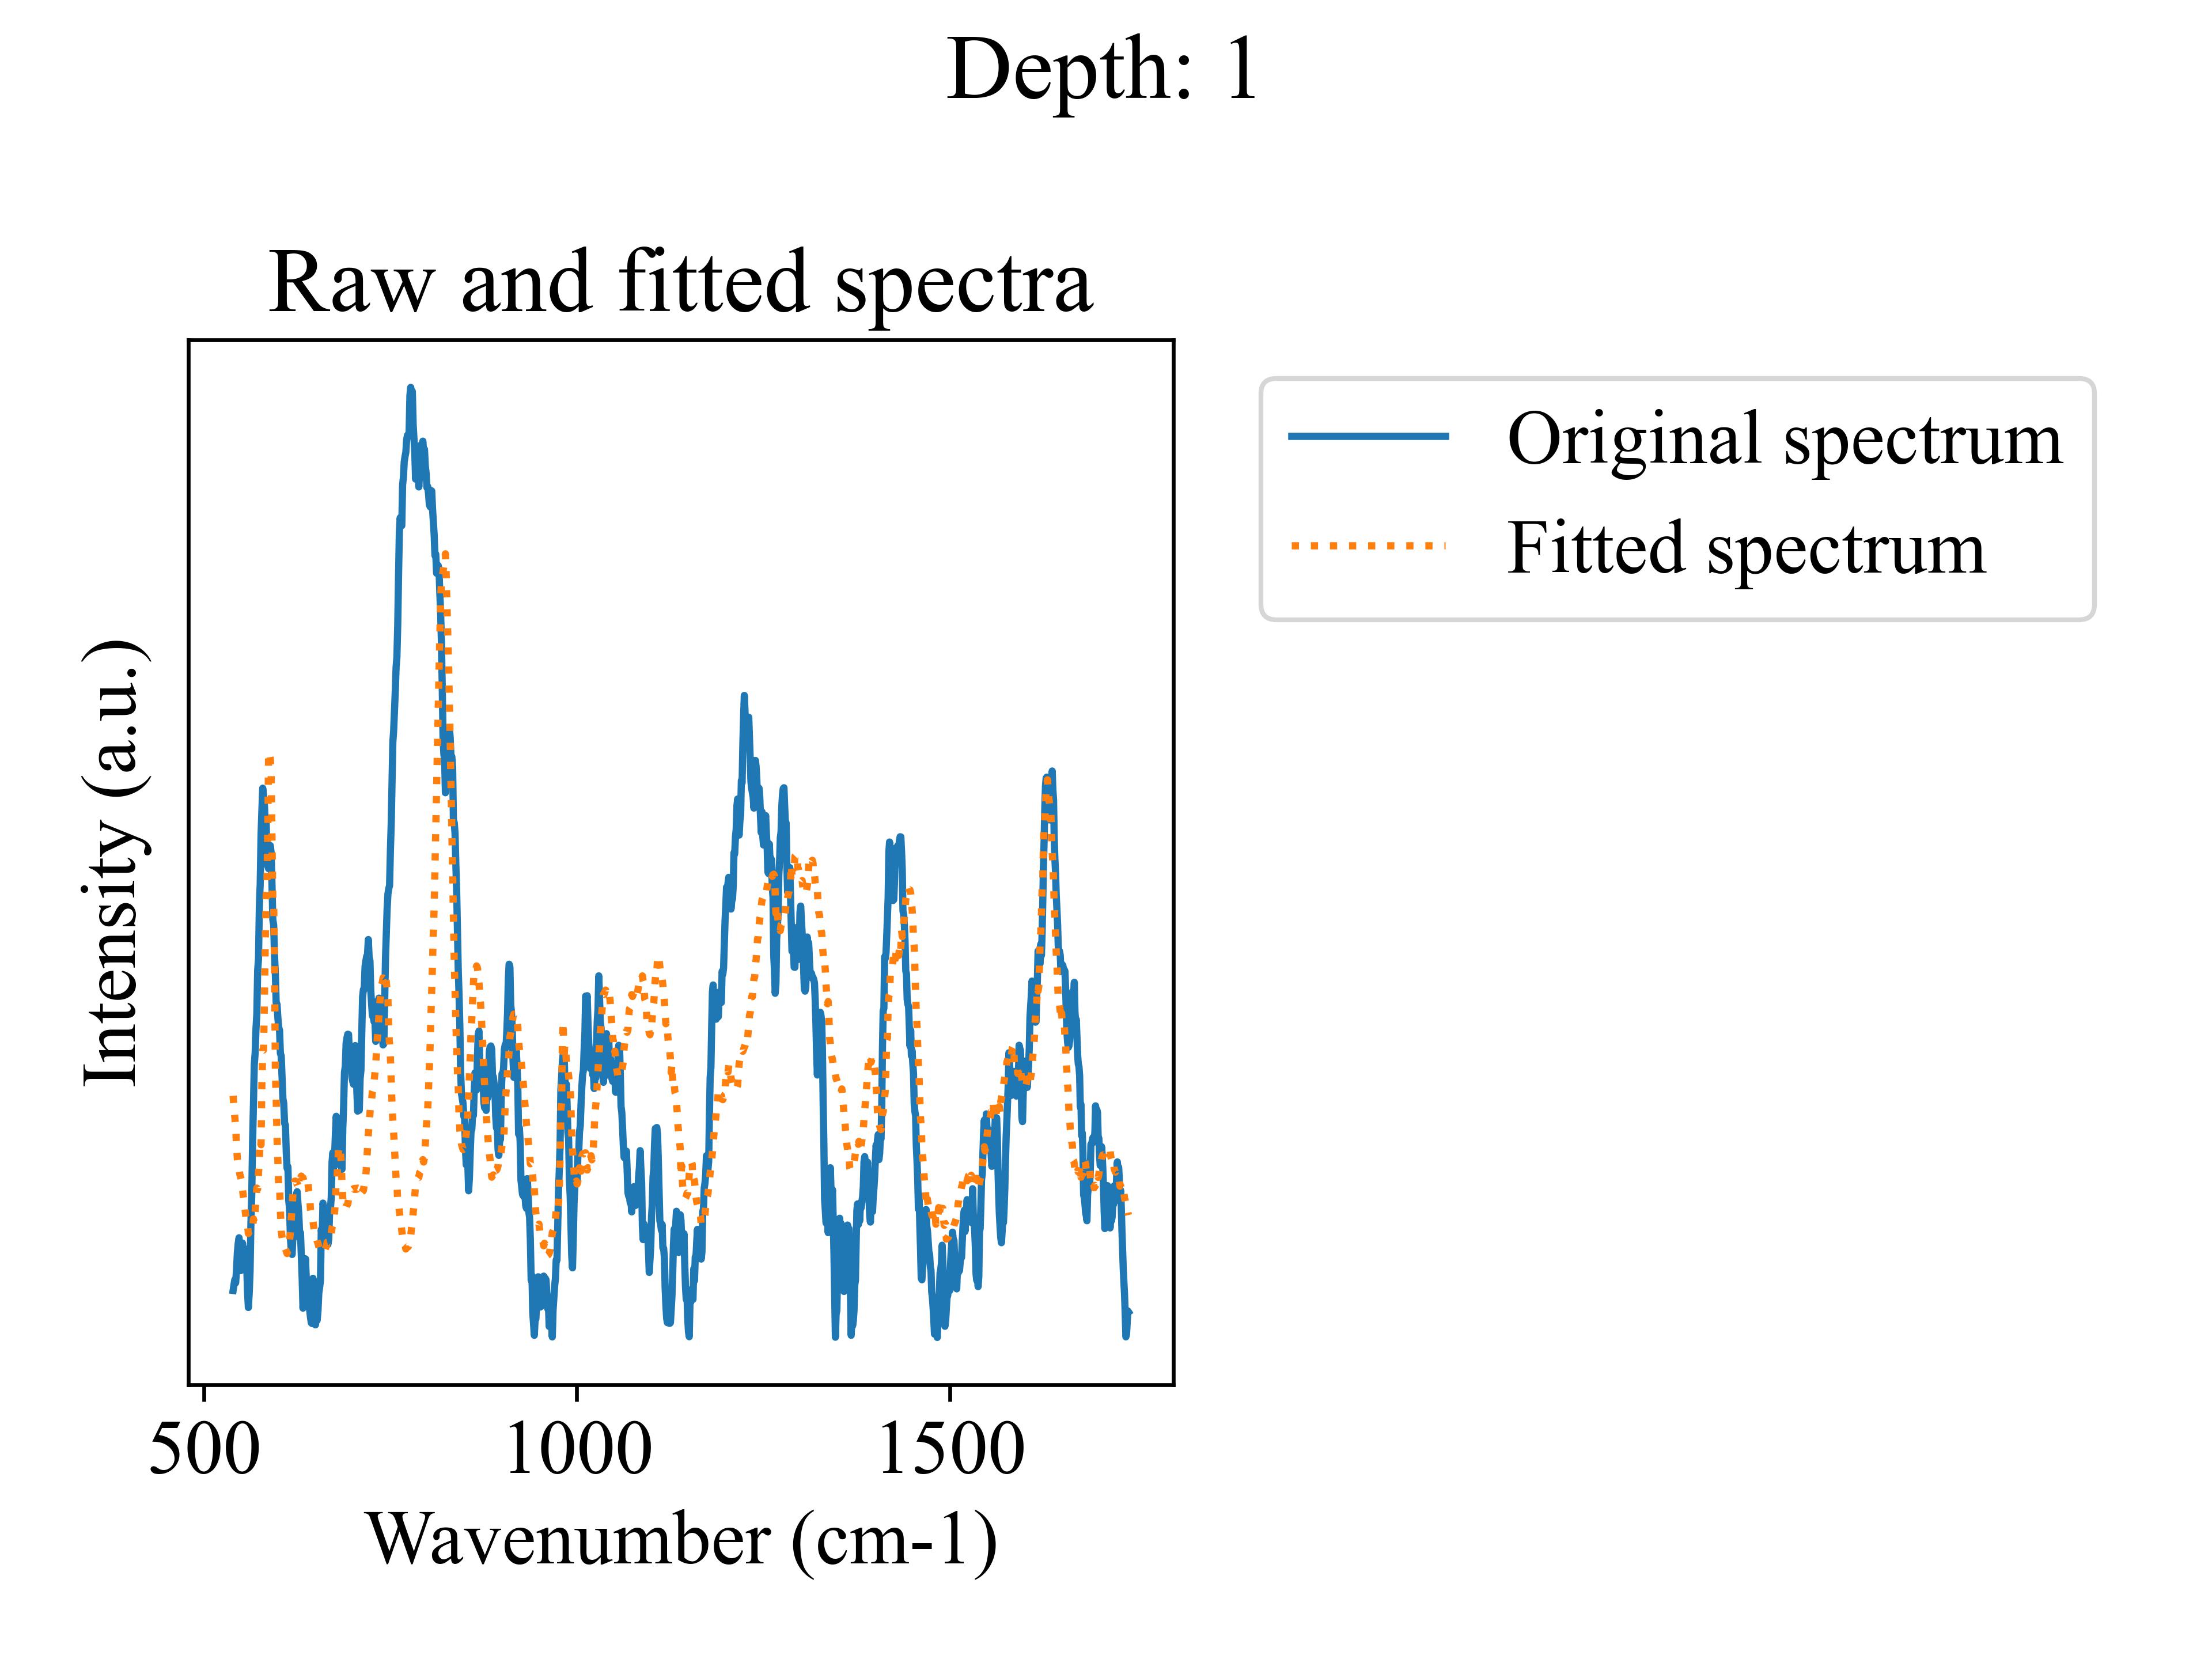 Depth: 1
Raw and fitted spectra
Original spectrum
Fitted spectrum
Intensity (a.u.)
500 1000 1500
Wavenumber (cm-1)